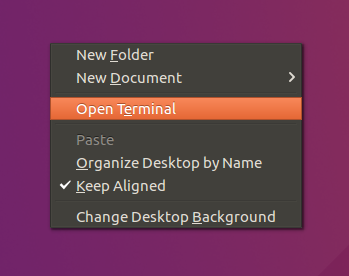 New Folder
New Document
Open Terminal
Paste
Organize Desktop by Name
Keep Aligned
Change Desktop Background